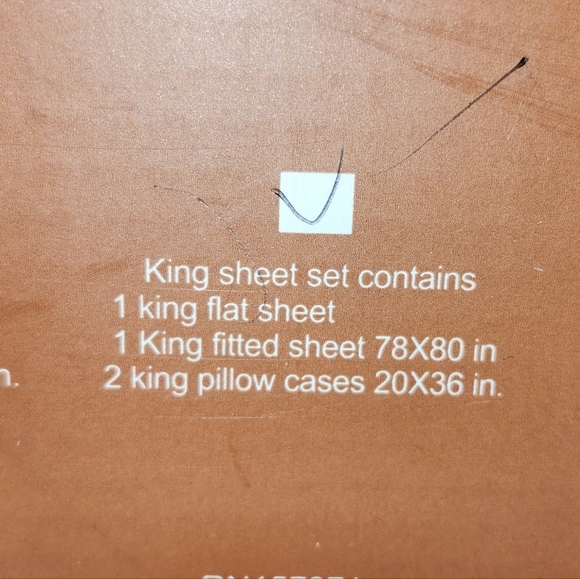 King sheet set contains
1 king flat sheet
1 King fitted sheet 78X80 in
2 king pillow cases 20X36 in.
n.